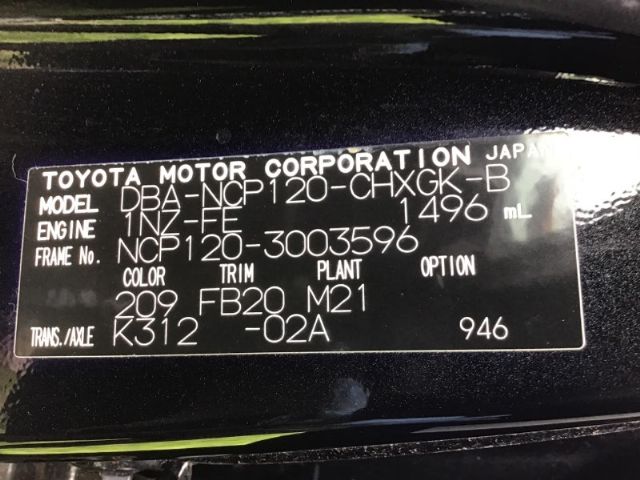 TOYOTA MOTOR CORPORATION JAPAN
MODEL DBA-NCP120-CHXGK-B
ENGINE 1NZ-FE 1496 mL
FRAME No. NCP120-3003596
COLOR TRIM PLANT OPTION
209 FB20 M21
TRANS./AXLE K312 -02A 946